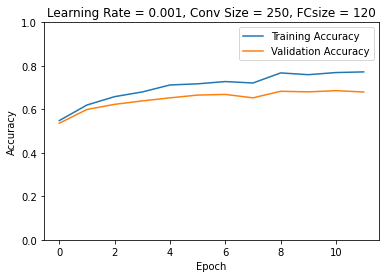 Learning Rate = 0.001, Conv Size = 250, FCsize = 120
1.0
Training Accuracy
Validation Accuracy
0.8
0.6
Accuracy
0.4
0.2
0.0
0 2 4 6 8 10
Epoch